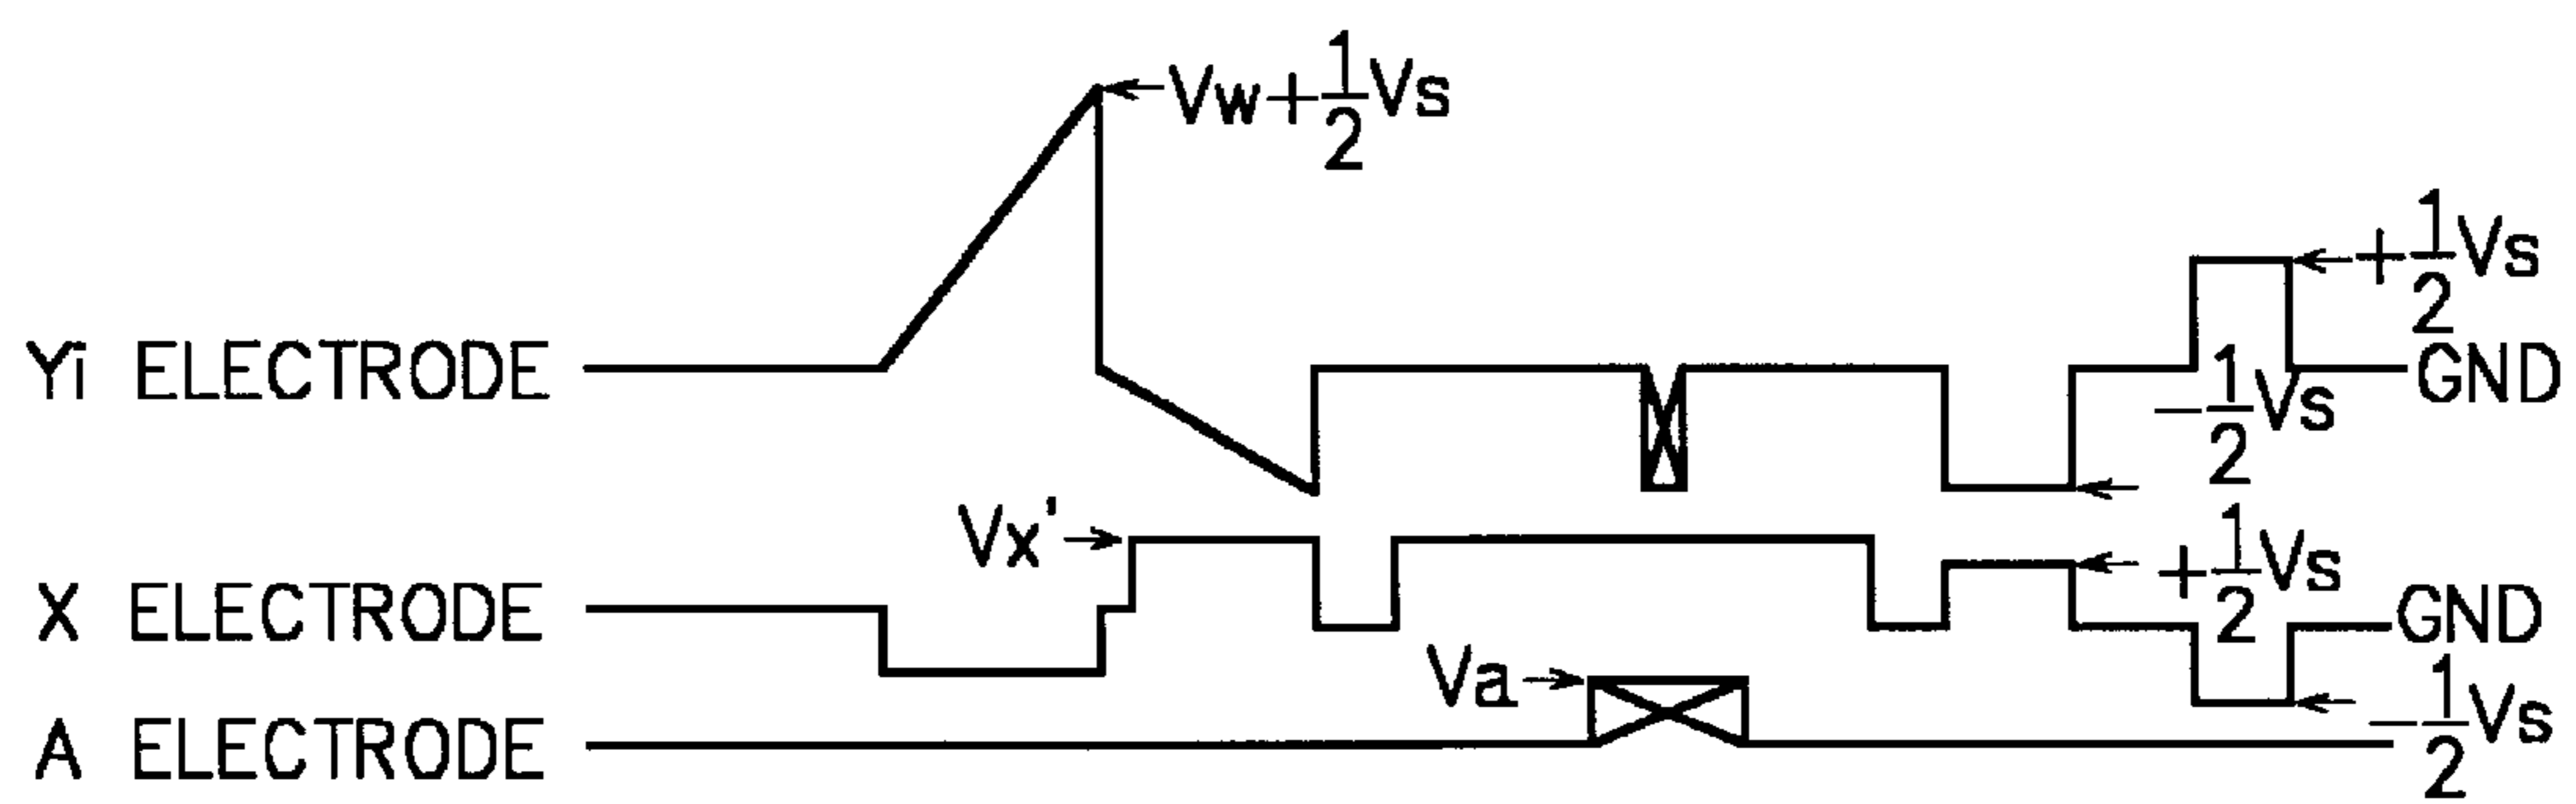 Vw+1/2Vs
+1/2Vs
Yi ELECTRODE
GND
-1/2Vs
Vx'
+1/2Vs
X ELECTRODE
GND
Va
-1/2Vs
A ELECTRODE